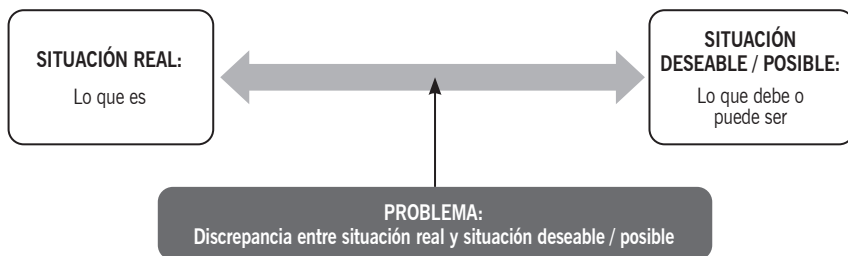 SITUACIÓN REAL:
Lo que es
SITUACIÓN
DESEABLE / POSIBLE:
Lo que debe o
puede ser
PROBLEMA:
Discrepancia entre situación real y situación deseable / posible